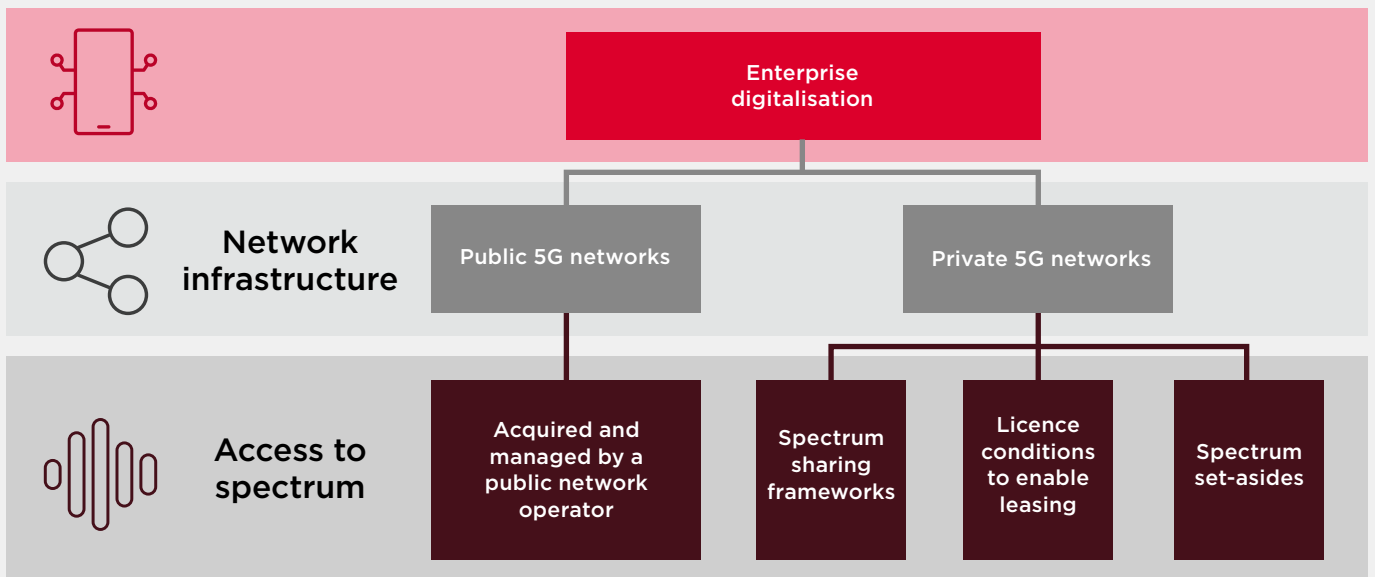 Enterprise
digitalisation
Network
infrastructure
Public 5G networks
Private 5G networks
Access to
spectrum
Acquired and
managed by a
public network
operator
Spectrum
sharing
frameworks
Licence
conditions
to enable
leasing
Spectrum
set-asides